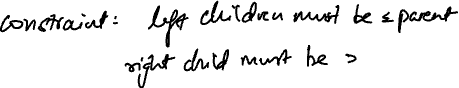 constraint: left children must be ≤ parent
right child must be >